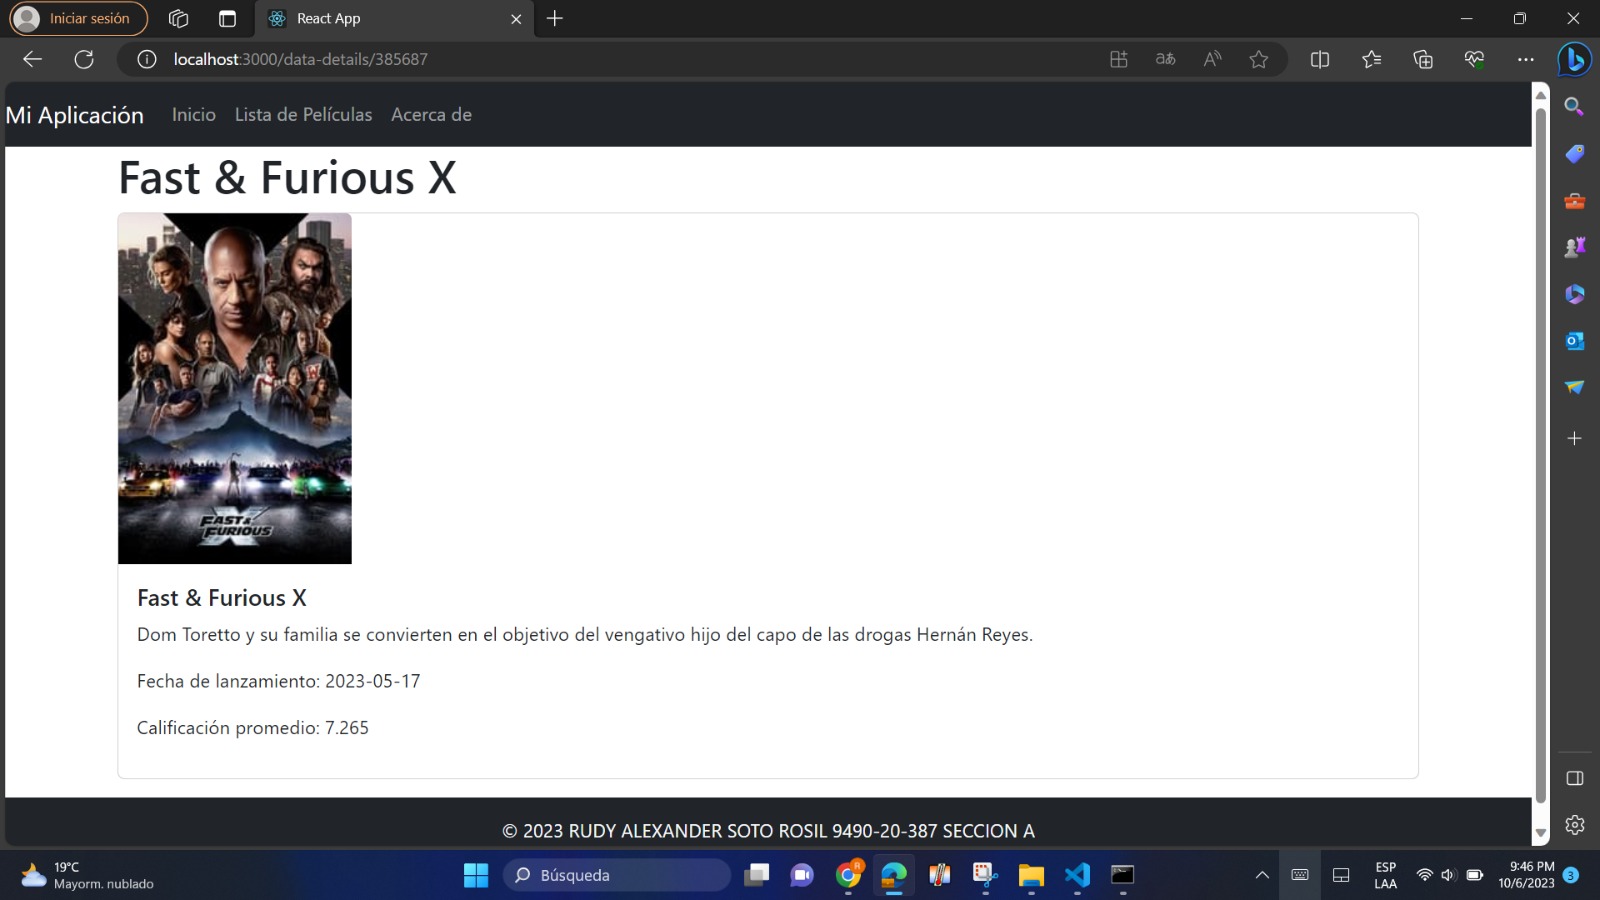 Iniciar sesión
React App
localhost:3000/data-details/385687
Mi Aplicación
Inicio
Lista de Películas
Acerca de
Fast & Furious X
FAST & FURIOUS X
Fast & Furious X
Dom Toretto y su familia se convierten en el objetivo del vengativo hijo del capo de las drogas Hernán Reyes.
Fecha de lanzamiento: 2023-05-17
Calificación promedio: 7.265
© 2023 RUDY ALEXANDER SOTO ROSIL 9490-20-387 SECCION A
19°C
Mayorm. nublado
Búsqueda
ESP
LAA
9:46 PM
10/6/2023
3